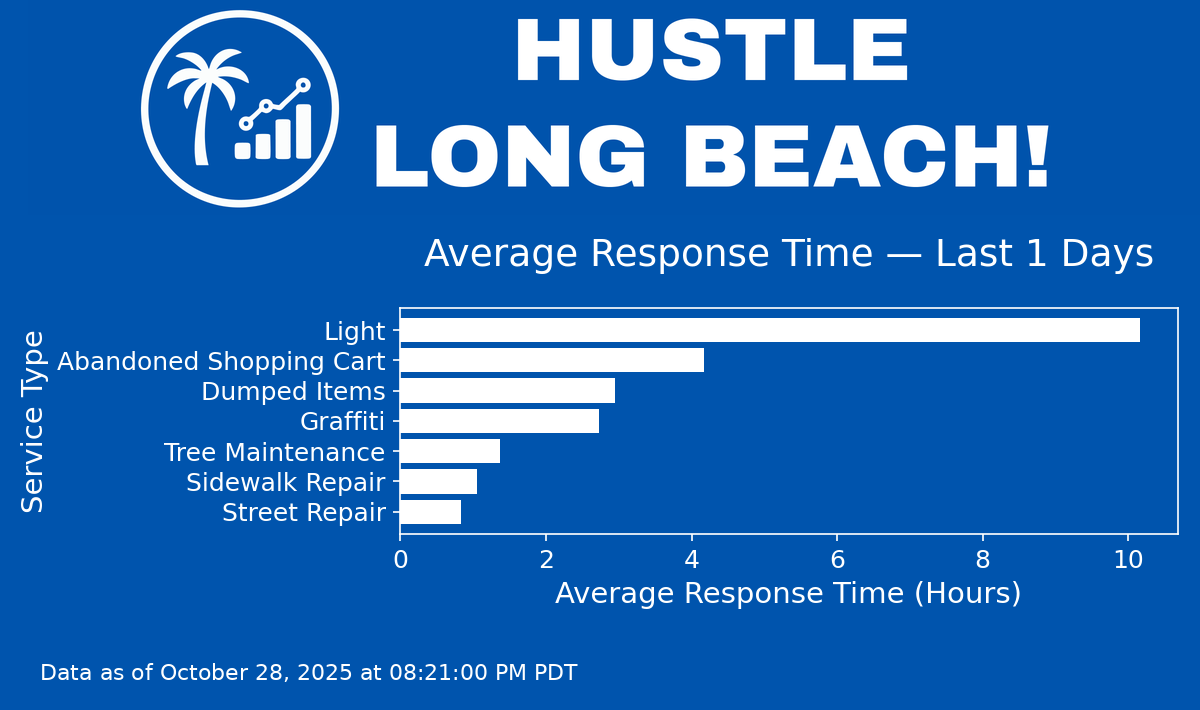 HUSTLE
LONG BEACH!
Average Response Time — Last 1 Days
Service Type
Light
Abandoned Shopping Cart
Dumped Items
Graffiti
Tree Maintenance
Sidewalk Repair
Street Repair
0 2 4 6 8 10
Average Response Time (Hours)
Data as of October 28, 2025 at 08:21:00 PM PDT